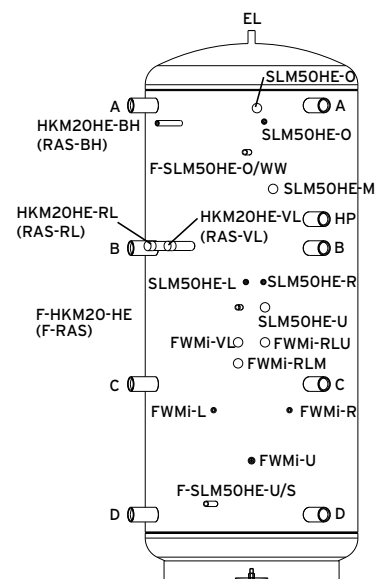 EL
SLM50HE-O
A
A
HKM20HE-BH
(RAS-BH)
SLM50HE-O
F-SLM50HE-O/WW
SLM50HE-M
HKM20HE-RL
(RAS-RL)
HKM20HE-VL
(RAS-VL)
HP
B
B
SLM50HE-L
SLM50HE-R
F-HKM20-HE
(F-RAS)
SLM50HE-U
FWMi-VL
FWMi-RLU
FWMi-RLM
C
C
FWMi-L
FWMi-R
FWMi-U
F-SLM50HE-U/S
D
D